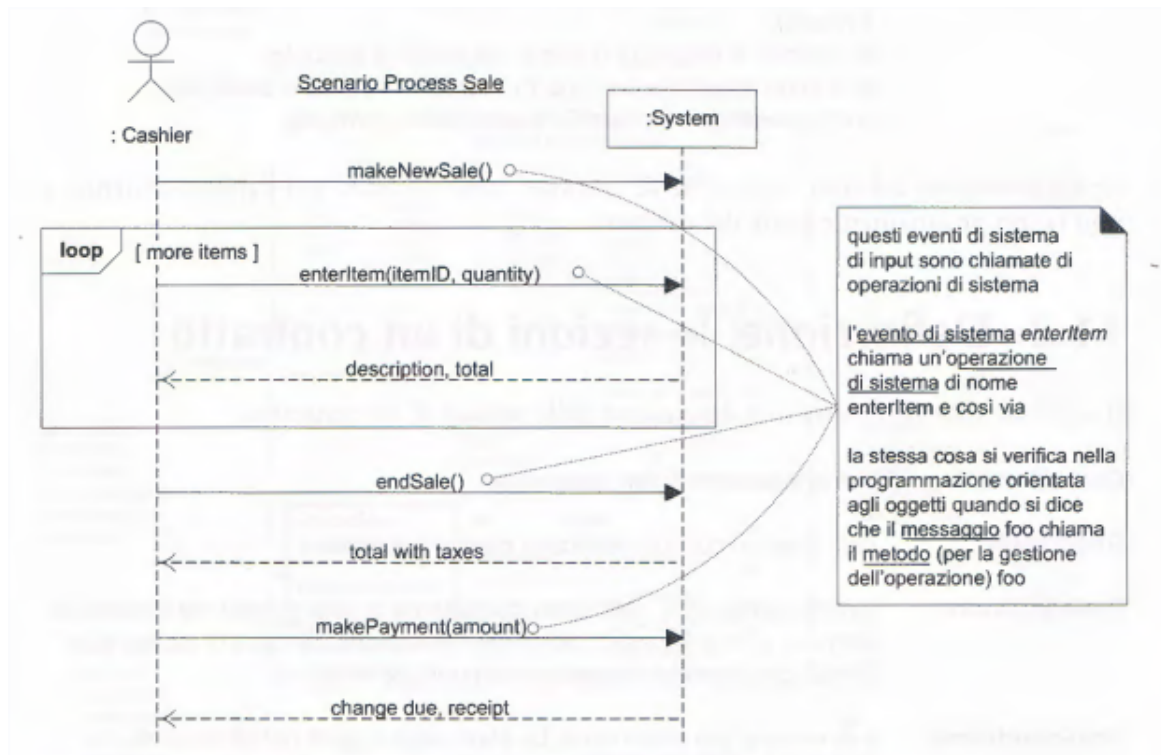 Scenario Process Sale
: Cashier
:System
makeNewSale()
loop
[ more items ]
enterItem(itemID, quantity)
description, total
endSale()
total with taxes
makePayment(amount)
change due, receipt
questi eventi di sistema
di input sono chiamate di
operazioni di sistema
l'evento di sistema enterItem
chiama un'operazione
di sistema di nome
enterItem e così via
la stessa cosa si verifica nella
programmazione orientata
agli oggetti quando si dice
che il messaggio foo chiama
il metodo (per la gestione
dell'operazione) foo